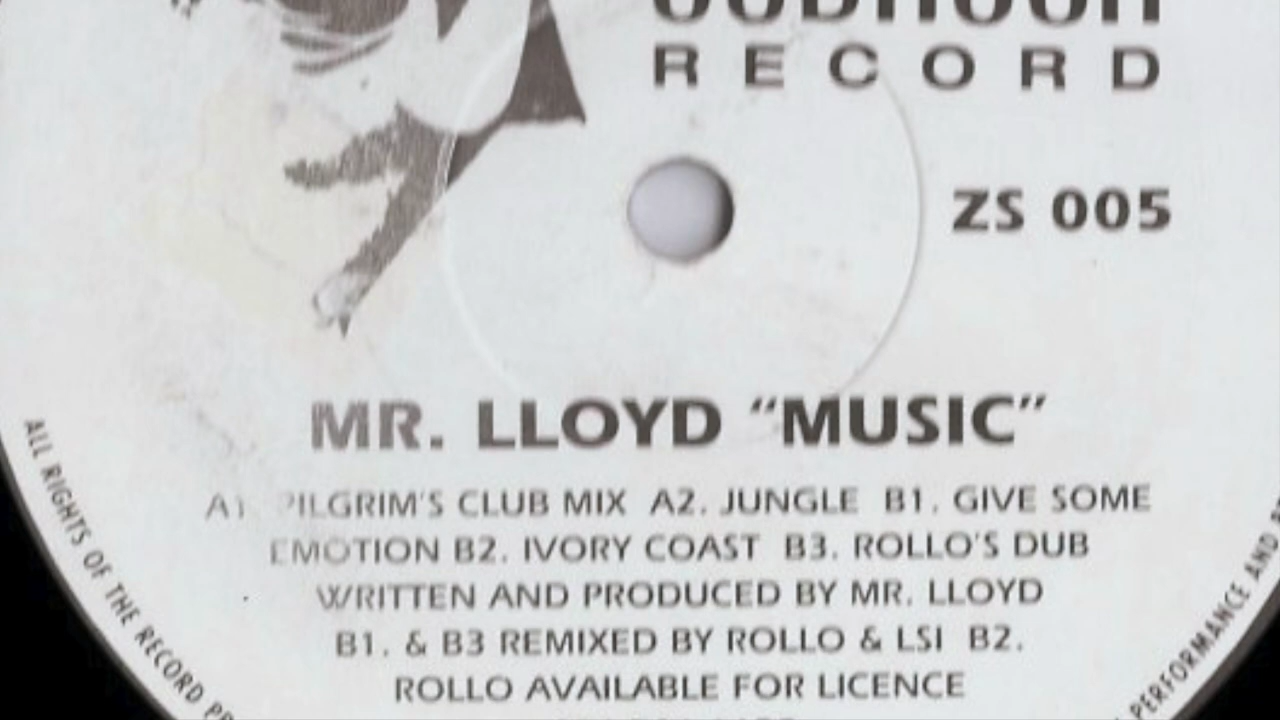 RECORD
ZS 005
MR. LLOYD “MUSIC”
A1 PILGRIM'S CLUB MIX A2. JUNGLE B1. GIVE SOME
EMOTION B2. IVORY COAST B3. ROLLO'S DUB
WRITTEN AND PRODUCED BY MR. LLOYD
B1. & B3 REMIXED BY ROLLO & LSI B2.
ROLLO AVAILABLE FOR LICENCE
ALL RIGHTS OF THE RECORD
PERFORMANCE AND